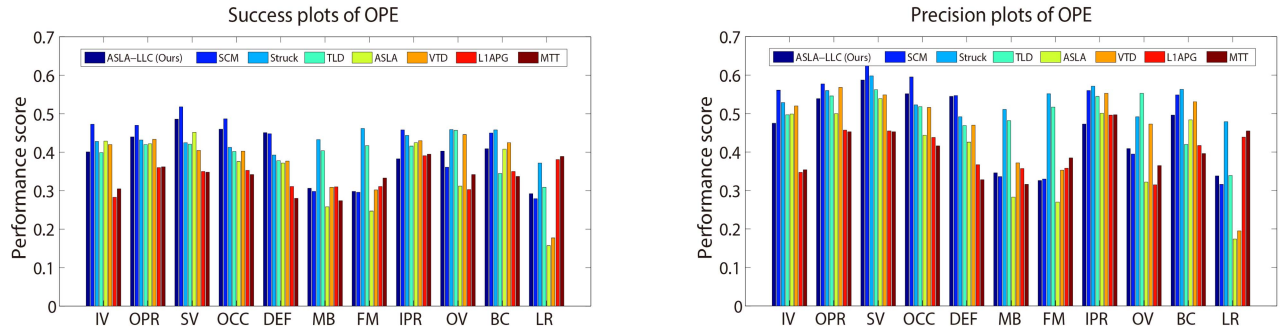 Success plots of OPE
Performance score
0.7
0.6
0.5
0.4
0.3
0.2
0.1
0
ASLA-LLC (Ours) SCM Struck TLD ASLA VTD L1APG MTT
IV OPR SV OCC DEF MB FM IPR OV BC LR
Precision plots of OPE
Performance score
0.7
0.6
0.5
0.4
0.3
0.2
0.1
0
ASLA-LLC (Ours) SCM Struck TLD ASLA VTD L1APG MTT
IV OPR SV OCC DEF MB FM IPR OV BC LR